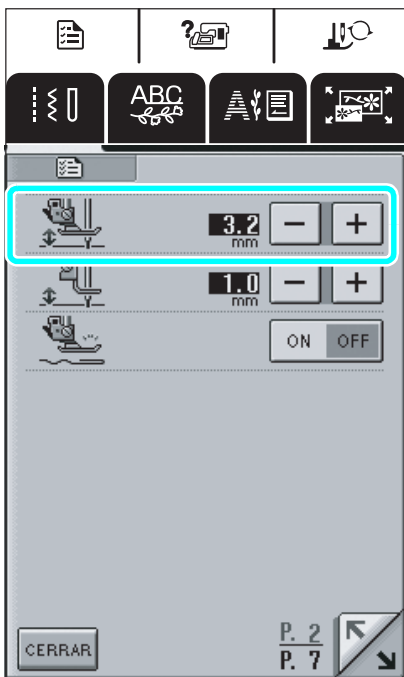 ?
ABC
A
3.2 - +
mm
1.0 - +
mm
ON OFF
CERRAR
P. 2
P. 7